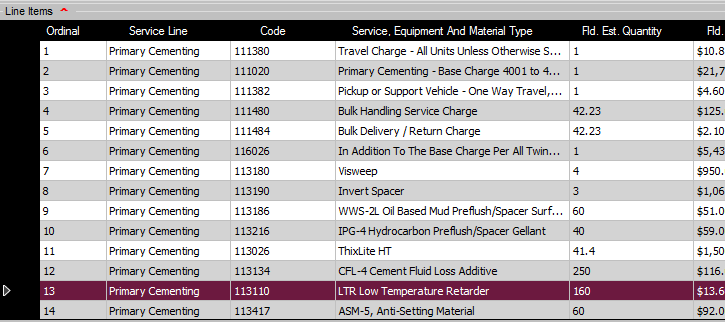 Line Items
Ordinal Service Line Code Service, Equipment And Material Type Fld. Est. Quantity Fld.
1 Primary Cementing 111380 Travel Charge - All Units Unless Otherwise S... 1 $10.8
2 Primary Cementing 111020 Primary Cementing - Base Charge 4001 to 4... 1 $21,7
3 Primary Cementing 111382 Pickup or Support Vehicle - One Way Travel,... 1 $4.60
4 Primary Cementing 111480 Bulk Handling Service Charge 42.23 $125.
5 Primary Cementing 111484 Bulk Delivery / Return Charge 42.23 $2.10
6 Primary Cementing 116026 In Addition To The Base Charge Per All Twin... 1 $5,43
7 Primary Cementing 113180 Visweep 4 $950.
8 Primary Cementing 113190 Invert Spacer 3 $1,06
9 Primary Cementing 113186 WWS-2L Oil Based Mud Preflush/Spacer Surf... 60 $51.0
10 Primary Cementing 113216 IPG-4 Hydrocarbon Preflush/Spacer Gellant 40 $59.0
11 Primary Cementing 113026 ThixLite HT 41.4 $1,50
12 Primary Cementing 113134 CFL-4 Cement Fluid Loss Additive 250 $116.
13 Primary Cementing 113110 LTR Low Temperature Retarder 160 $13.6
14 Primary Cementing 113417 ASM-5, Anti-Setting Material 60 $92.0